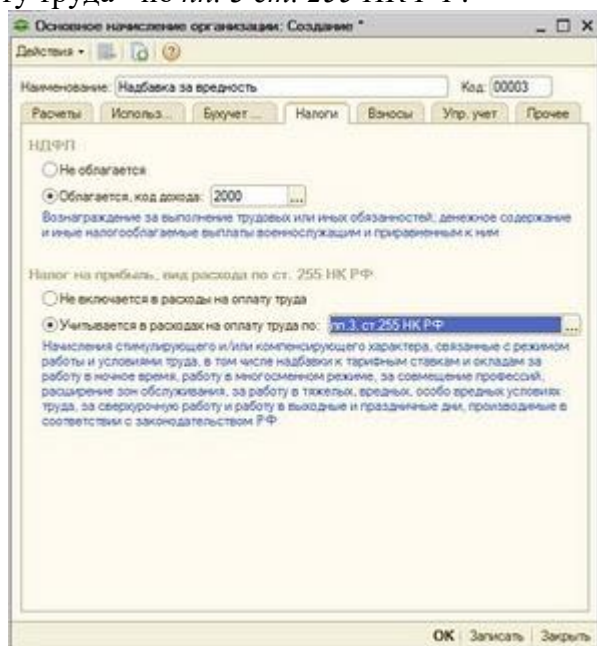 ту труда - по пп. 3 ст. 255 НК РФ:
Основное начисление организации: Создание *
Действия
Наименование: Надбавка за вредность Код: 00003
Расчеты Использ... Бухучет ... Налоги Взносы Упр. учет Прочее
НДФЛ
Не облагается
Облагается, код дохода: 2000 ...
Вознаграждение за выполнение трудовых или иных обязанностей; денежное содержание
и иные налогооблагаемые выплаты военнослужащим и приравненным к ним
Налог на прибыль, вид расхода по ст. 255 НК РФ
Не включается в расходы на оплату труда
Учитывается в расходах на оплату труда по: пп.3, ст.255 НК РФ ...
Начисления стимулирующего и/или компенсирующего характера, связанные с режимом
работы и условиями труда, в том числе надбавки к тарифным ставкам и окладам за
работу в ночное время, работу в многосменном режиме, за совмещение профессий,
расширение зон обслуживания, за работу в тяжелых, вредных, особо вредных условиях
труда, за сверхурочную работу и работу в выходные и праздничные дни, производимые в
соответствии с законодательством РФ
OK Записать Закрыть